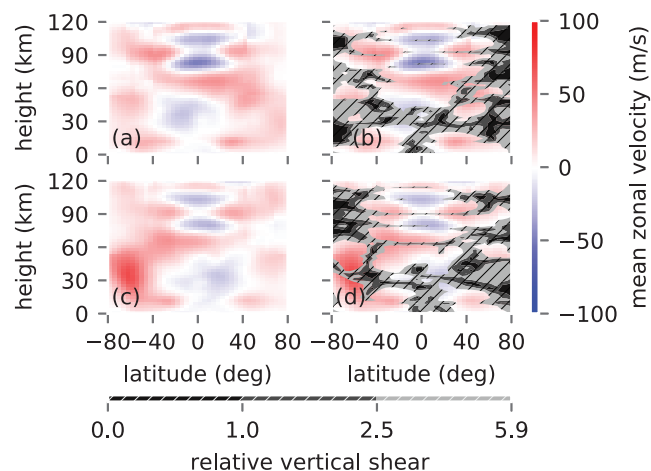 120
90
60
30
0
height (km)
(a)
(b)
120
90
60
30
0
height (km)
(c)
(d)
−80 −40 0 40 80
latitude (deg)
−80 −40 0 40 80
latitude (deg)
100
50
0
−50
−100
mean zonal velocity (m/s)
0.0 1.0 2.5 5.9
relative vertical shear